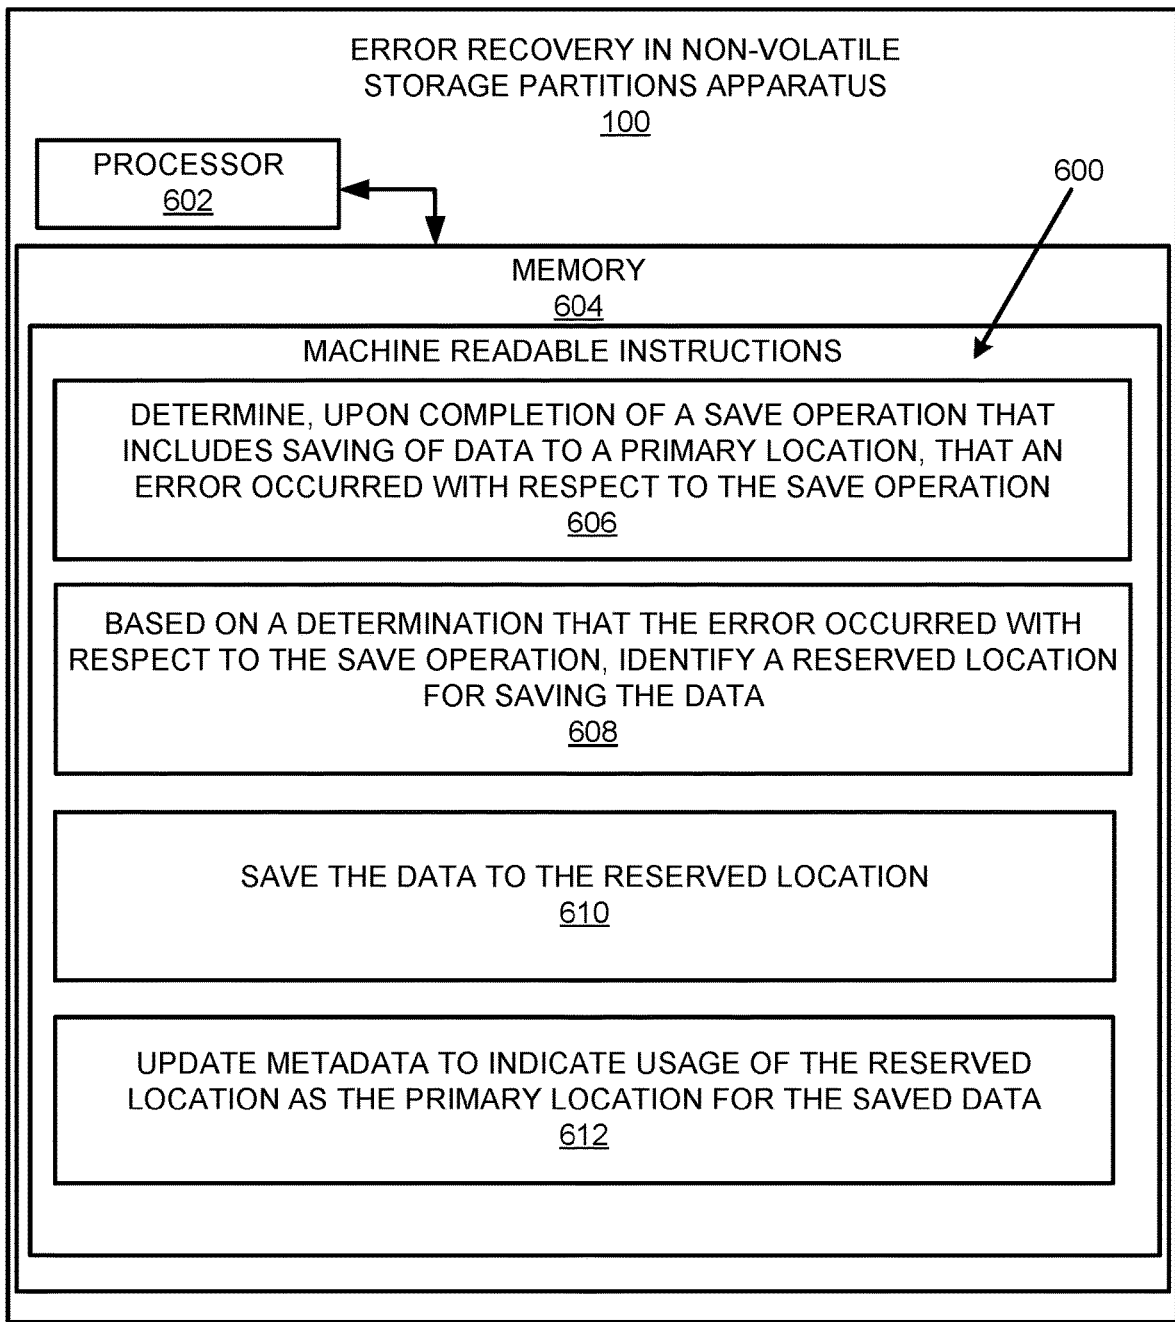 ERROR RECOVERY IN NON-VOLATILE
STORAGE PARTITIONS APPARATUS
100
PROCESSOR
602
600
MEMORY
604
MACHINE READABLE INSTRUCTIONS
DETERMINE, UPON COMPLETION OF A SAVE OPERATION THAT
INCLUDES SAVING OF DATA TO A PRIMARY LOCATION, THAT AN
ERROR OCCURRED WITH RESPECT TO THE SAVE OPERATION
606
BASED ON A DETERMINATION THAT THE ERROR OCCURRED WITH
RESPECT TO THE SAVE OPERATION, IDENTIFY A RESERVED LOCATION
FOR SAVING THE DATA
608
SAVE THE DATA TO THE RESERVED LOCATION
610
UPDATE METADATA TO INDICATE USAGE OF THE RESERVED
LOCATION AS THE PRIMARY LOCATION FOR THE SAVED DATA
612